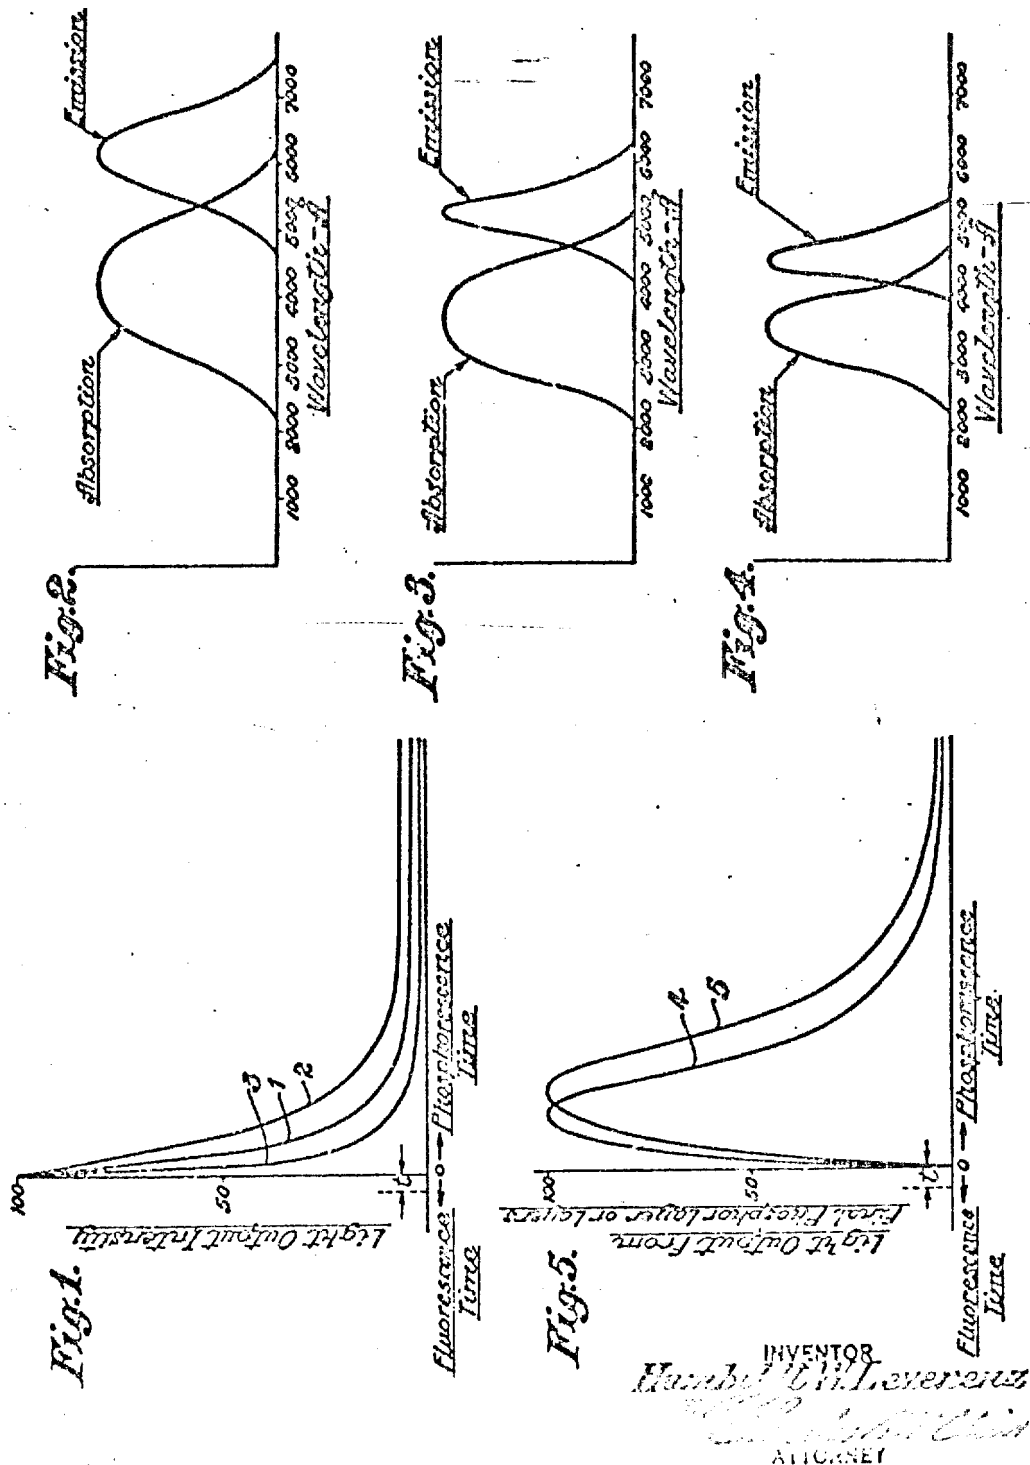 Fig.1.
Light Output Intensity
100
50
3
1
2
t
0
Fluorescence
Time
Phosphorescence
Time
Fig.2.
Absorption
Emission
1000 2000 3000 4000 5000 6000 7000
Wavelength-A
Fig.3.
Absorption
Emission
1000 2000 3000 4000 5000 6000 7000
Wavelength-A
Fig.4.
Absorption
Emission
1000 2000 3000 4000 5000 6000 7000
Wavelength-A
Fig.5.
Light Output From
Final Phosphor Layer or Layers
100
50
4
5
t
0
Fluorescence
Time
Phosphorescence
Time
INVENTOR
Leverenz
ATTORNEY